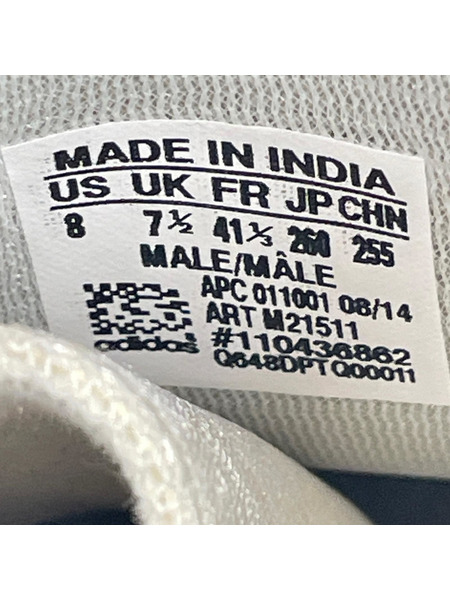 MADE IN INDIA
US UK FR JP CHN
8 7½ 41⅓ 260 255
MALE/MÂLE
APC 011001 08/14
ART M21511
#110436862
Q648DPTQ00011
adidas